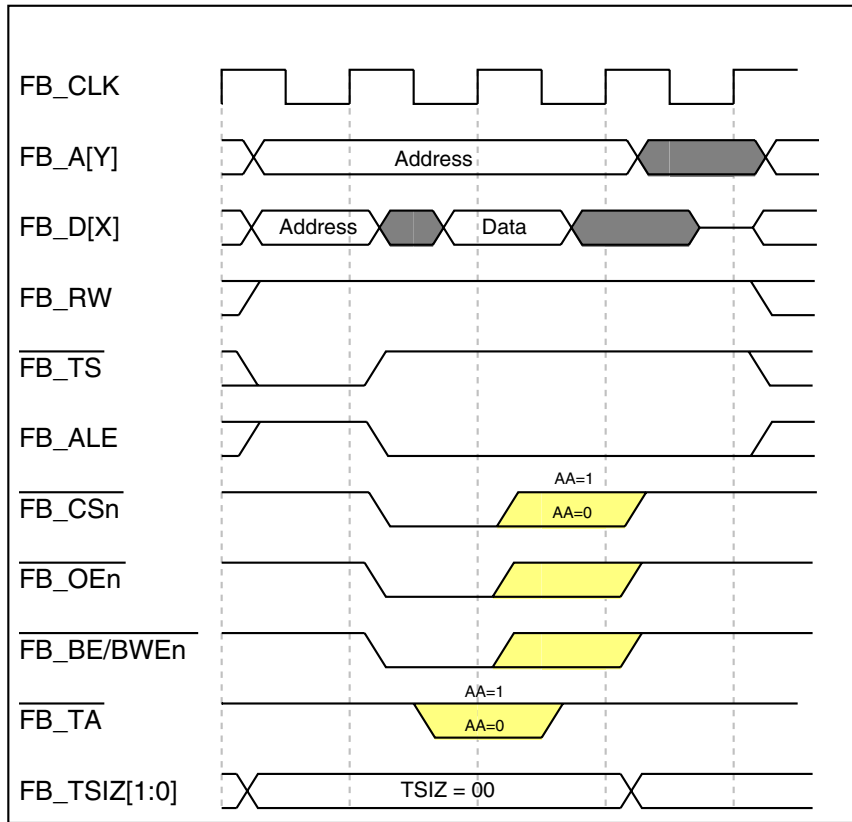 FB_CLK
FB_A[Y]
Address
FB_D[X]
Address
Data
FB_RW
FB_TS
FB_ALE
AA=1
FB_CSn
AA=0
FB_OEn
FB_BE/BWEn
AA=1
FB_TA
AA=0
FB_TSIZ[1:0]
TSIZ = 00